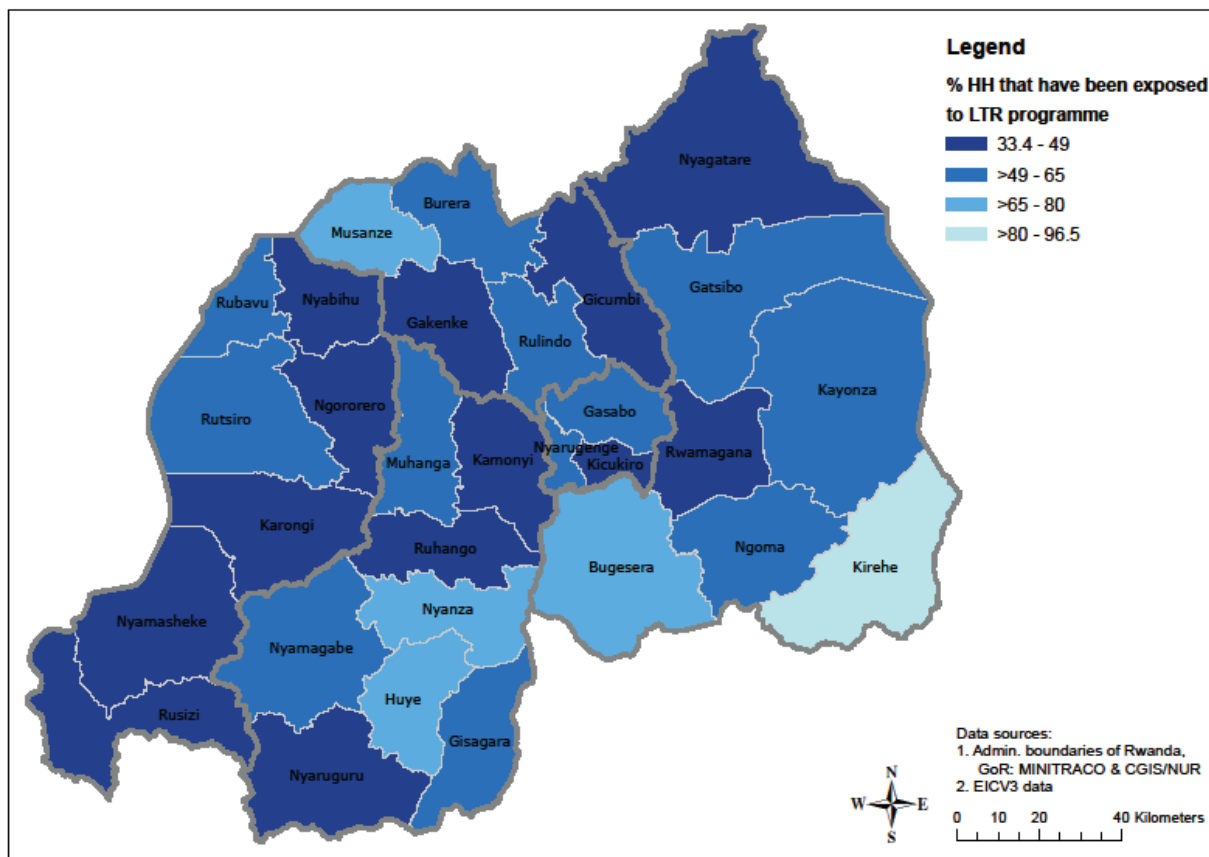 Legend
% HH that have been exposed
to LTR programme
33.4 - 49
>49 - 65
>65 - 80
>80 - 96.5
Nyagatare
Burera
Musanze
Gatsibo
Rubavu
Nyabihu
Gicumbi
Gakenke
Rulindo
Kayonza
Ngororero
Gasabo
Rutsiro
Nyarugenge
Kamonyi
Rwamagana
Muhanga
Kicukiro
Karongi
Ruhango
Ngoma
Bugesera
Kirehe
Nyanza
Nyamasheke
Nyamagabe
Huye
Rusizi
Gisagara
Nyaruguru
Data sources:
1. Admin. boundaries of Rwanda,
GoR: MINITRACO & CGIS/NUR
2. EICV3 data
N
W E
S
0 10 20 40 Kilometers